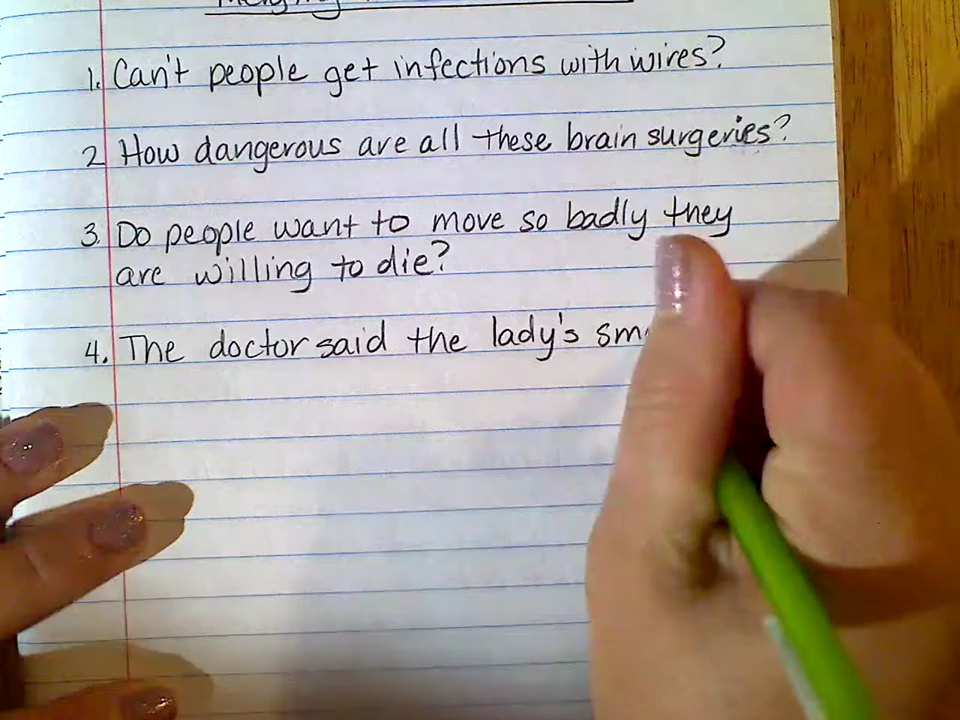 1. Can't people get infections with wires?
2 How dangerous are all these brain surgeries?
3. Do people want to move so badly they
are willing to die?
4. The doctor said the lady's